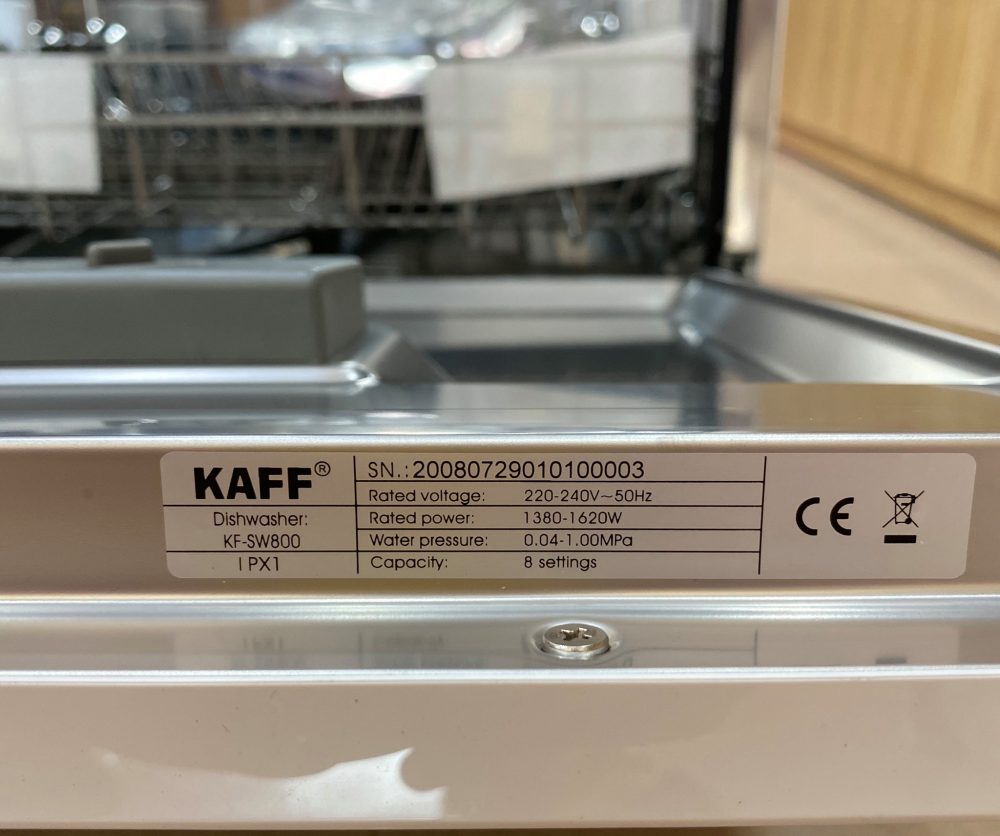 KAFF®
Dishwasher:
KF-SW800
IPX1
SN.: 20080729010100003
Rated voltage: 220-240V~50Hz
Rated power: 1380-1620W
Water pressure: 0.04-1.00MPa
Capacity: 8 settings
CE